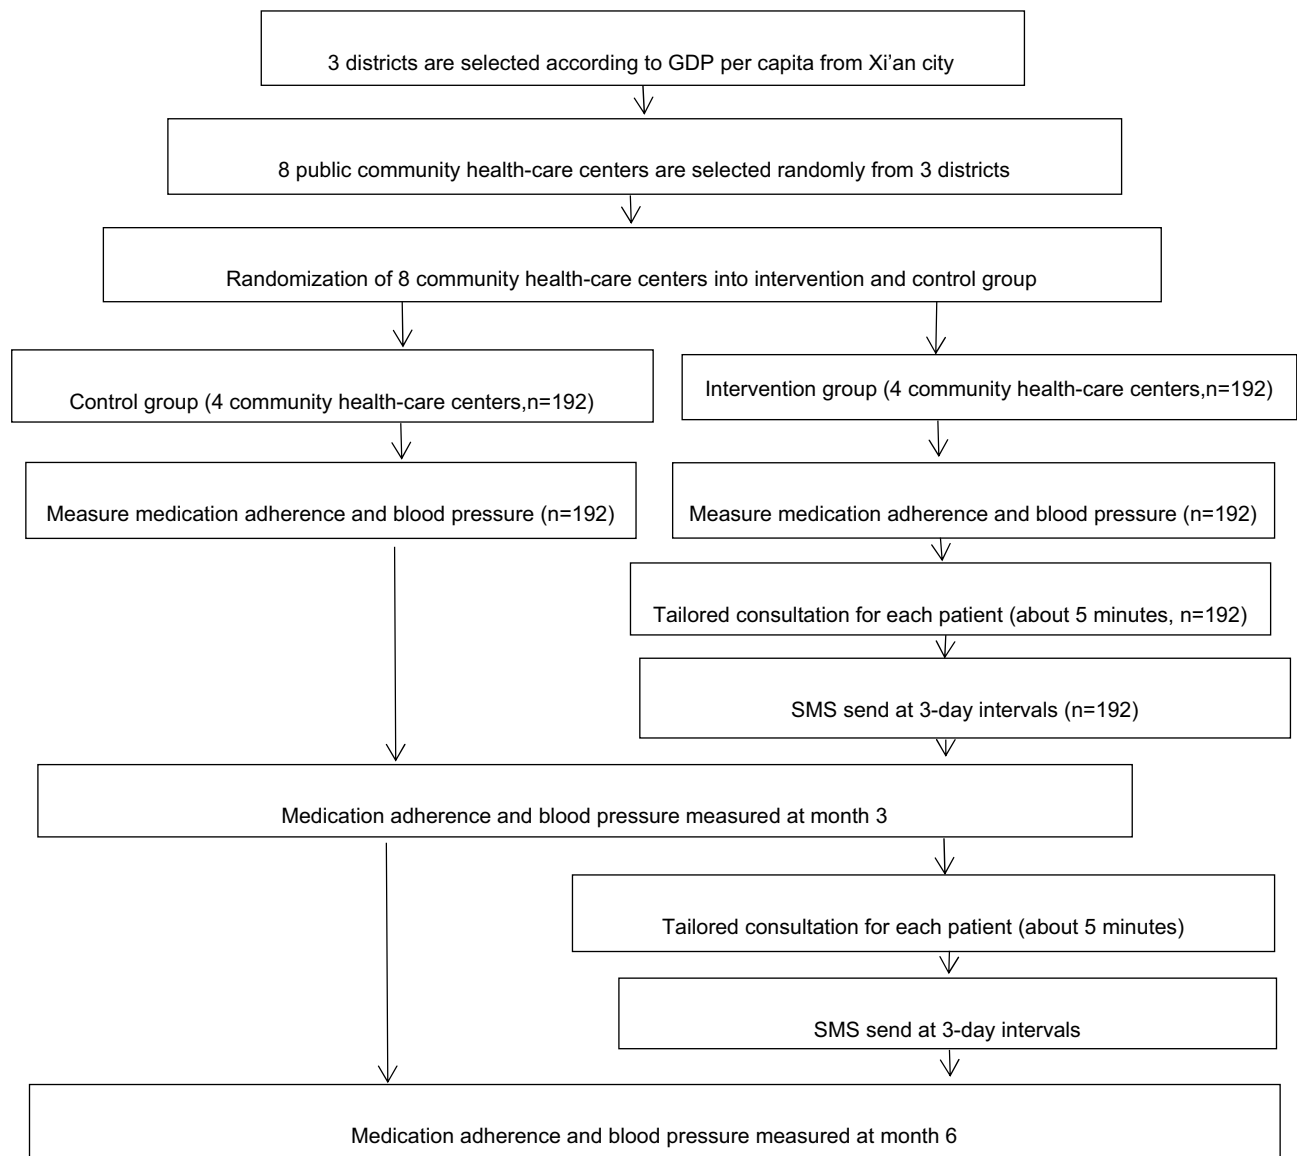 3 districts are selected according to GDP per capita from Xi’an city
8 public community health-care centers are selected randomly from 3 districts
Randomization of 8 community health-care centers into intervention and control group
Control group (4 community health-care centers,n=192)
Intervention group (4 community health-care centers,n=192)
Measure medication adherence and blood pressure (n=192)
Measure medication adherence and blood pressure (n=192)
Tailored consultation for each patient (about 5 minutes, n=192)
SMS send at 3-day intervals (n=192)
Medication adherence and blood pressure measured at month 3
Tailored consultation for each patient (about 5 minutes)
SMS send at 3-day intervals
Medication adherence and blood pressure measured at month 6